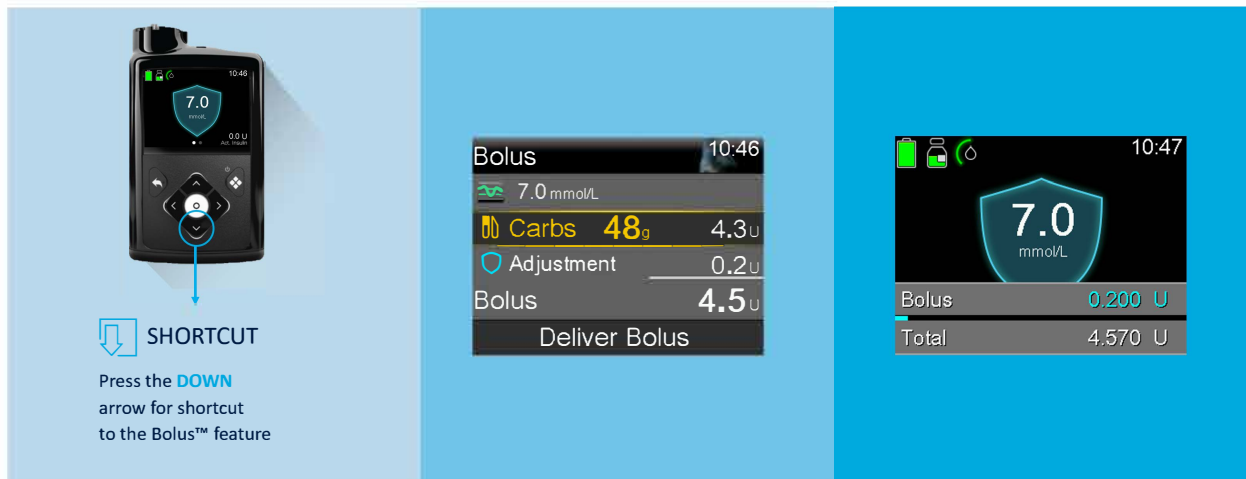 10:46
7.0
mmol/L
0.0 U
Act. Insulin
SHORTCUT
Press the DOWN
arrow for shortcut
to the Bolus™ feature
Bolus 10:46
7.0 mmol/L
Carbs 48g 4.3U
Adjustment 0.2U
Bolus 4.5U
Deliver Bolus
10:47
7.0
mmol/L
Bolus 0.200 U
Total 4.570 U